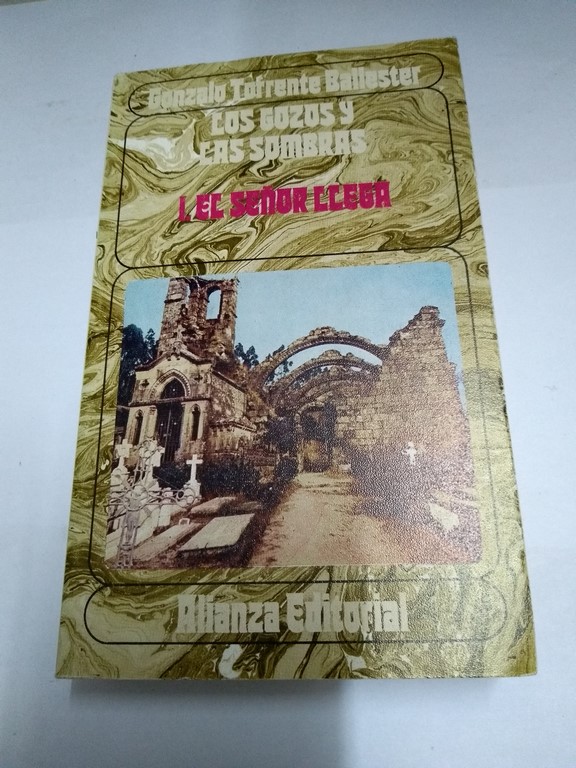 Gonzalo Torrente Ballester
LOS GOZOS Y
LAS SOMBRAS
I. EL SEÑOR LLEGA
Alianza Editorial